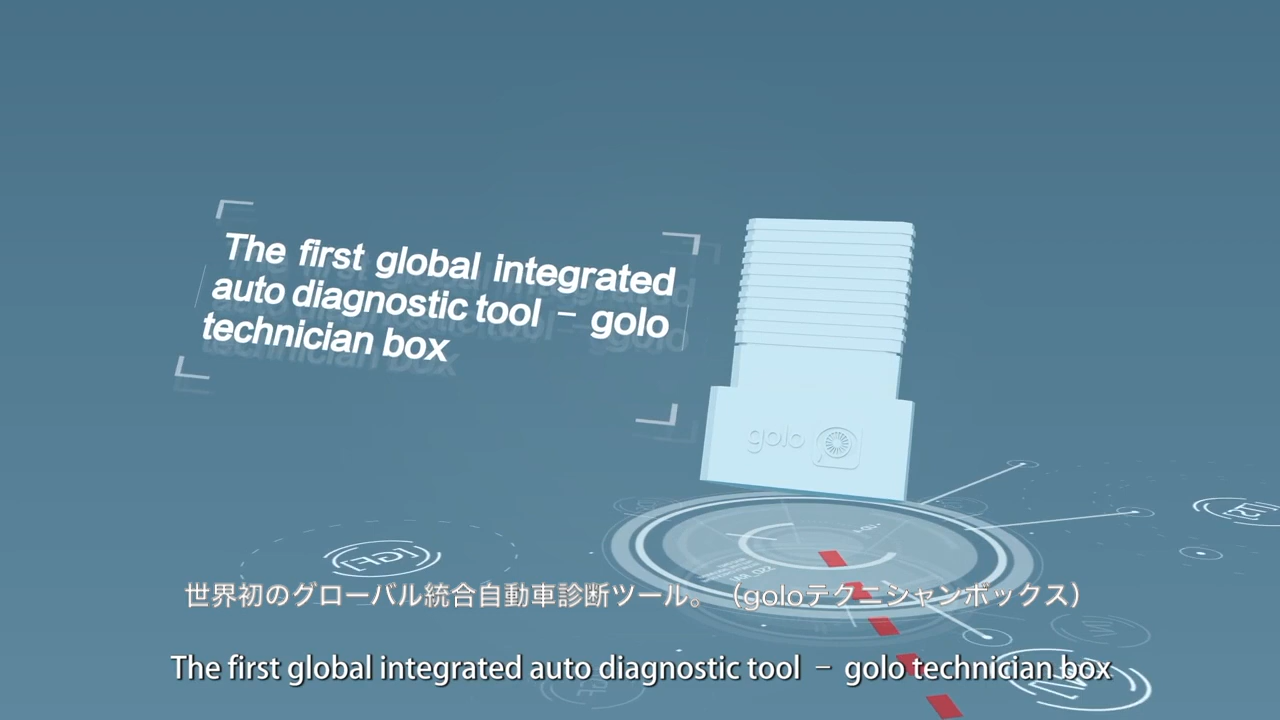 The first global integrated
auto diagnostic tool － golo
technician box
golo
世界初のグローバル統合自動車診断ツール。（goloテクニシャンボックス）
The first global integrated auto diagnostic tool － golo technician box